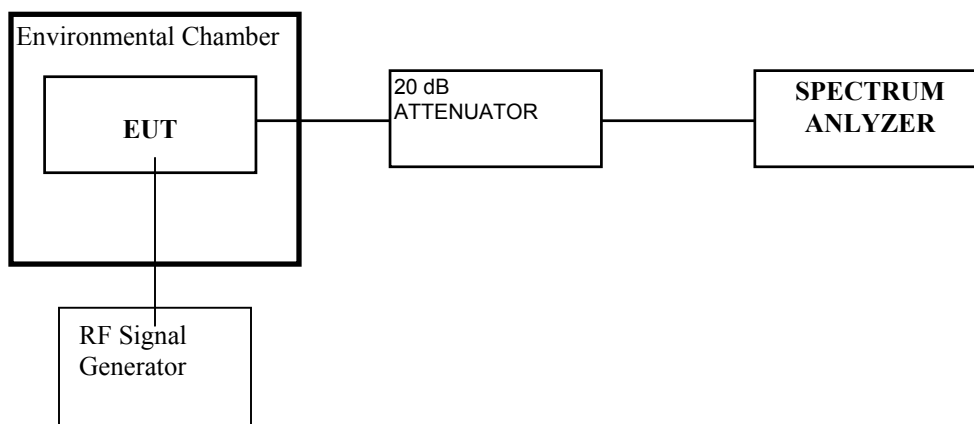 Environmental Chamber
EUT
20 dB
ATTENUATOR
SPECTRUM
ANLYZER
RF Signal
Generator